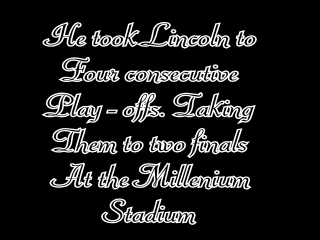 He took Lincoln to
Four consecutive
Play - offs. Taking
Them to two finals
At the Millenium
Stadium